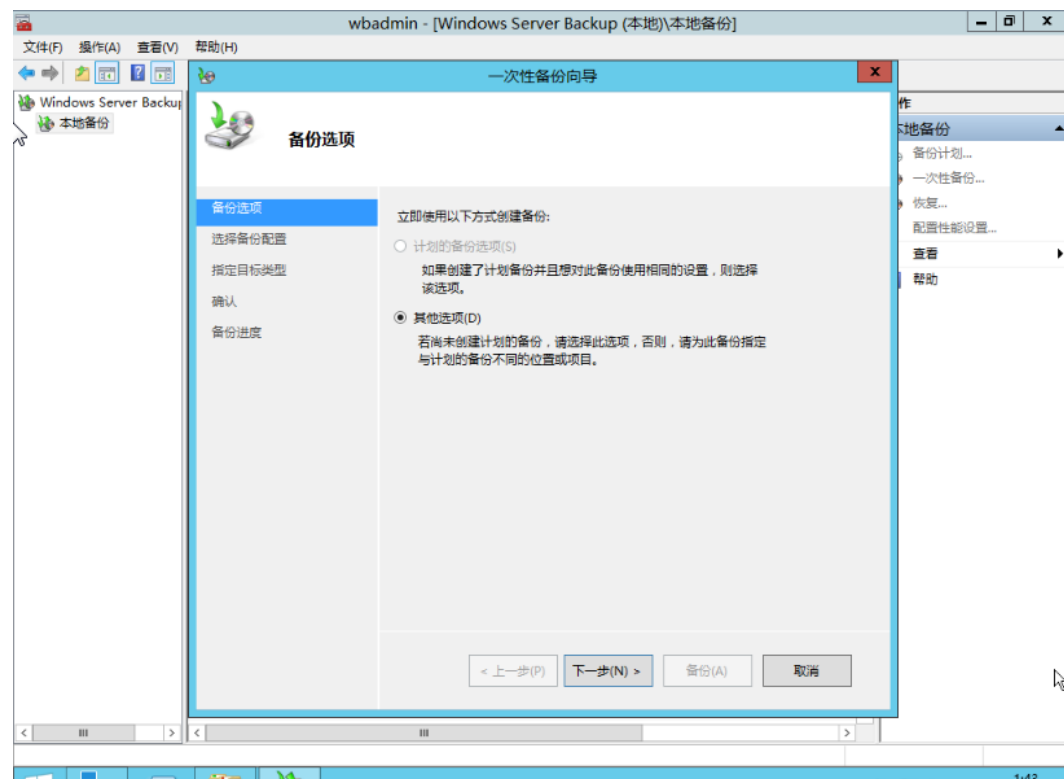 wbadmin - [Windows Server Backup (本地)\本地备份]
文件(F) 操作(A) 查看(V) 帮助(H)
Windows Server Backup
本地备份
一次性备份向导
备份选项
备份选项
选择备份配置
指定目标类型
确认
备份进度
立即使用以下方式创建备份:
计划的备份选项(S)
如果创建了计划备份并且想对此备份使用相同的设置，则选择
该选项。
其他选项(D)
若尚未创建计划的备份，请选择此选项，否则，请为此备份指定
与计划的备份不同的位置或项目。
< 上一步(P)
下一步(N) >
备份(A)
取消
作
本地备份
备份计划...
一次性备份...
恢复...
配置性能设置...
查看
帮助
1:43